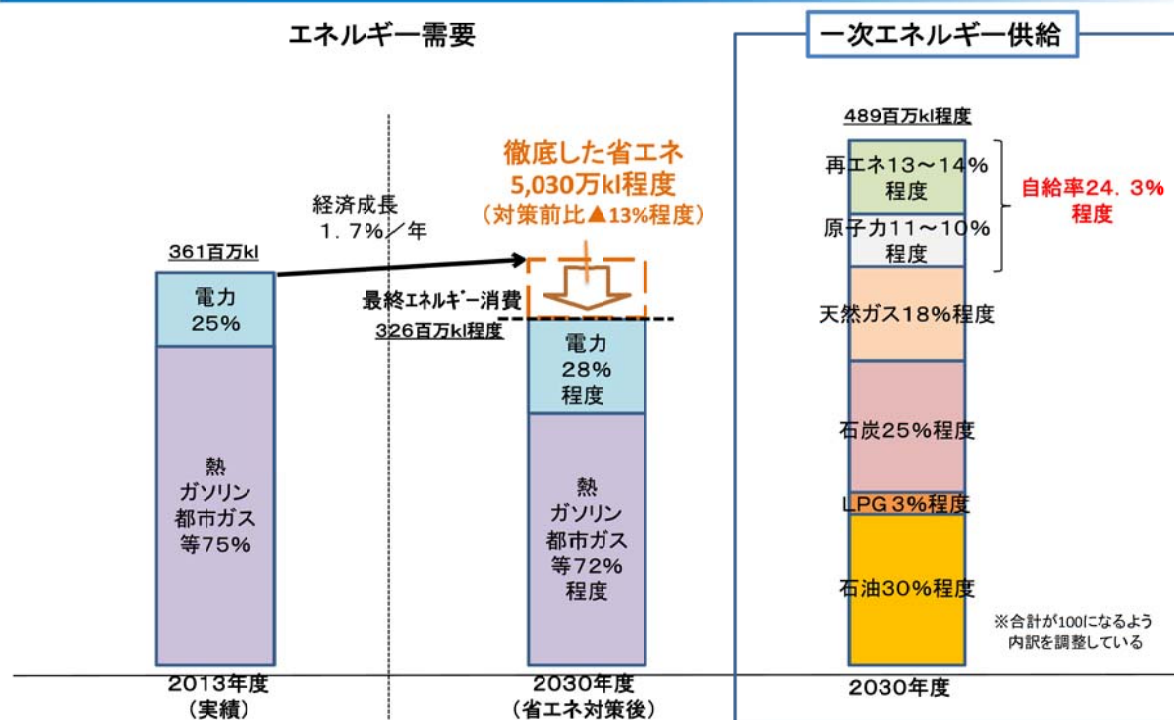 エネルギー需要
一次エネルギー供給
徹底した省エネ
5,030万kl程度
(対策前比▲13%程度)
経済成長
1.7%/年
361百万kl
電力
25%
熱
ガソリン
都市ガス
等75%
2013年度
(実績)
最終エネルギー消費
326百万kl程度
電力
28%
程度
熱
ガソリン
都市ガス
等72%
程度
2030年度
(省エネ対策後)
489百万kl程度
再エネ13~14%
程度
原子力11~10%
程度
自給率24.3%
程度
天然ガス18%程度
石炭25%程度
LPG 3%程度
石油30%程度
※合計が100になるよう
内訳を調整している
2030年度